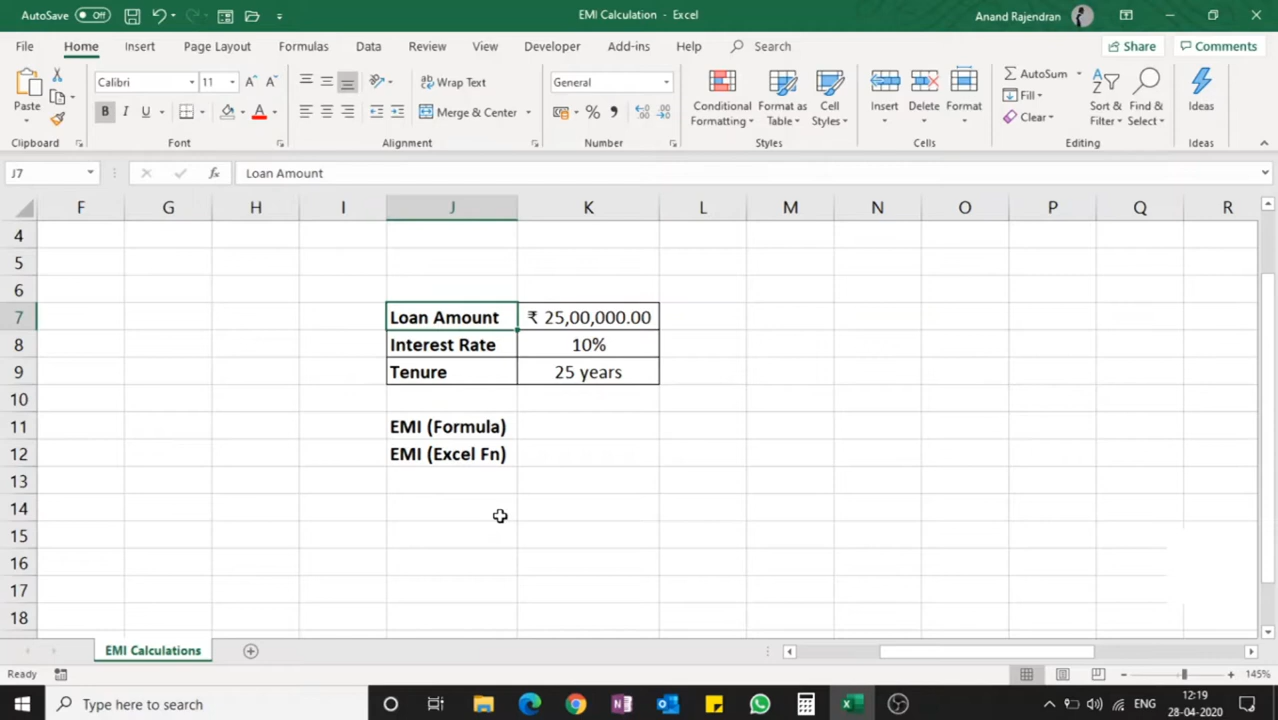 AutoSave Off
EMI Calculation - Excel
Anand Rajendran
File Home Insert Page Layout Formulas Data Review View Developer Add-ins Help Search Share Comments
Paste
Calibri 11
B I U
Wrap Text
Merge & Center
General
% ,
Conditional Formatting
Format as Table
Cell Styles
Insert
Delete
Format
AutoSum
Fill
Clear
Sort & Filter
Find & Select
Ideas
Clipboard Font Alignment Number Styles Cells Editing Ideas
J7 fx Loan Amount
F G H I J K L M N O P Q R
4
5
6
7 Loan Amount ₹ 25,00,000.00
8 Interest Rate 10%
9 Tenure 25 years
10
11 EMI (Formula)
12 EMI (Excel Fn)
13
14
15
16
17
18
EMI Calculations
Ready 145%
Type here to search
ENG
12:19
28-04-2020